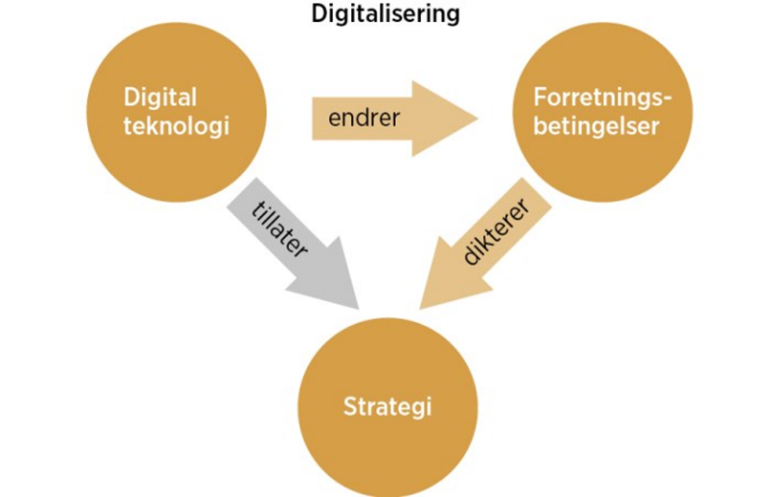 Digitalisering
Digital
teknologi
endrer
Forretnings-
betingelser
tillater
dikterer
Strategi